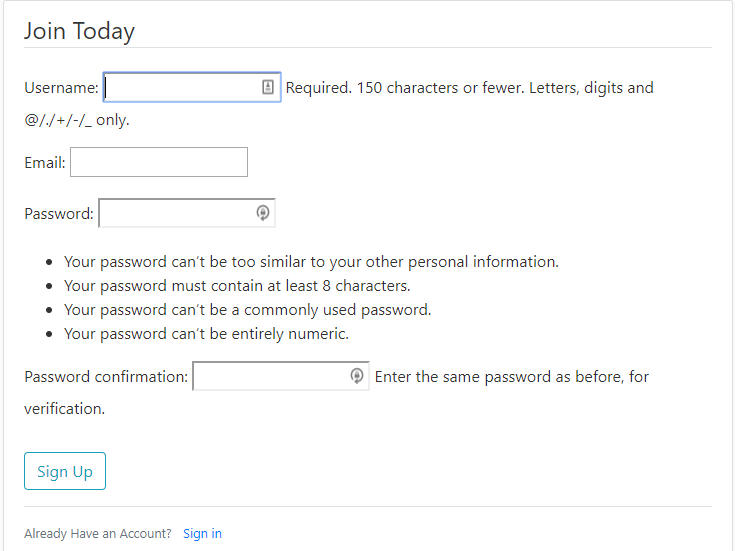 Join Today
Username: Required. 150 characters or fewer. Letters, digits and
@/./+/-/_ only.
Email:
Password:
• Your password can't be too similar to your other personal information.
• Your password must contain at least 8 characters.
• Your password can't be a commonly used password.
• Your password can't be entirely numeric.
Password confirmation: Enter the same password as before, for
verification.
Sign Up
Already Have an Account? Sign in